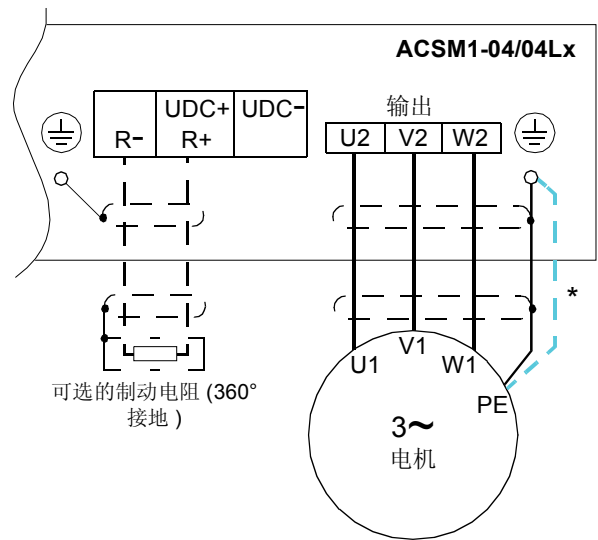 ACSM1-04/04Lx
UDC+ UDC-
R- R+
输出
U2 V2 W2
*
U1 V1 W1
PE
可选的制动电阻 (360°
接地 )
3~
电机